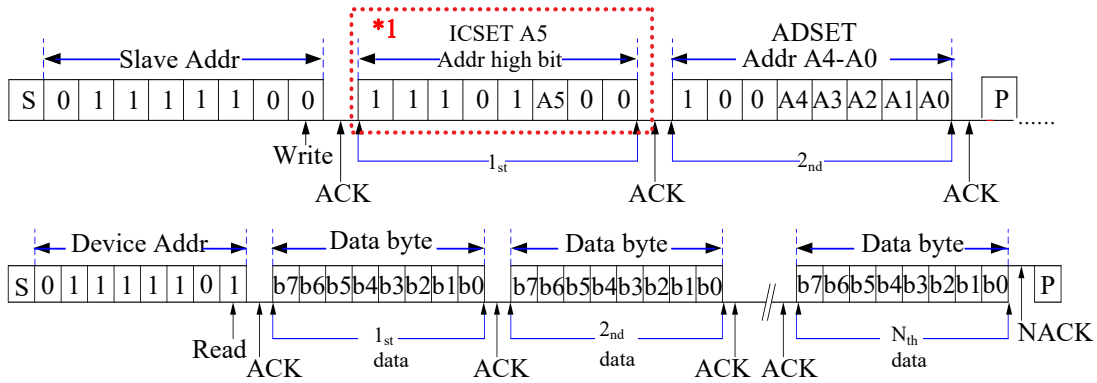 *1
ICSET A5
ADSET
Slave Addr
Addr high bit
Addr A4-A0
S 0 1 1 1 1 1 0 0
1 1 1 0 1 A5 0 0
1 0 0 A4 A3 A2 A1 A0
P
......
Write
1st
2nd
ACK
ACK
ACK
Device Addr
Data byte
Data byte
Data byte
S 0 1 1 1 1 1 0 1
b7 b6 b5 b4 b3 b2 b1 b0
b7 b6 b5 b4 b3 b2 b1 b0
//
b7 b6 b5 b4 b3 b2 b1 b0
P
Read
ACK
1st
data
ACK
2nd
data
ACK
ACK
Nth
data
NACK